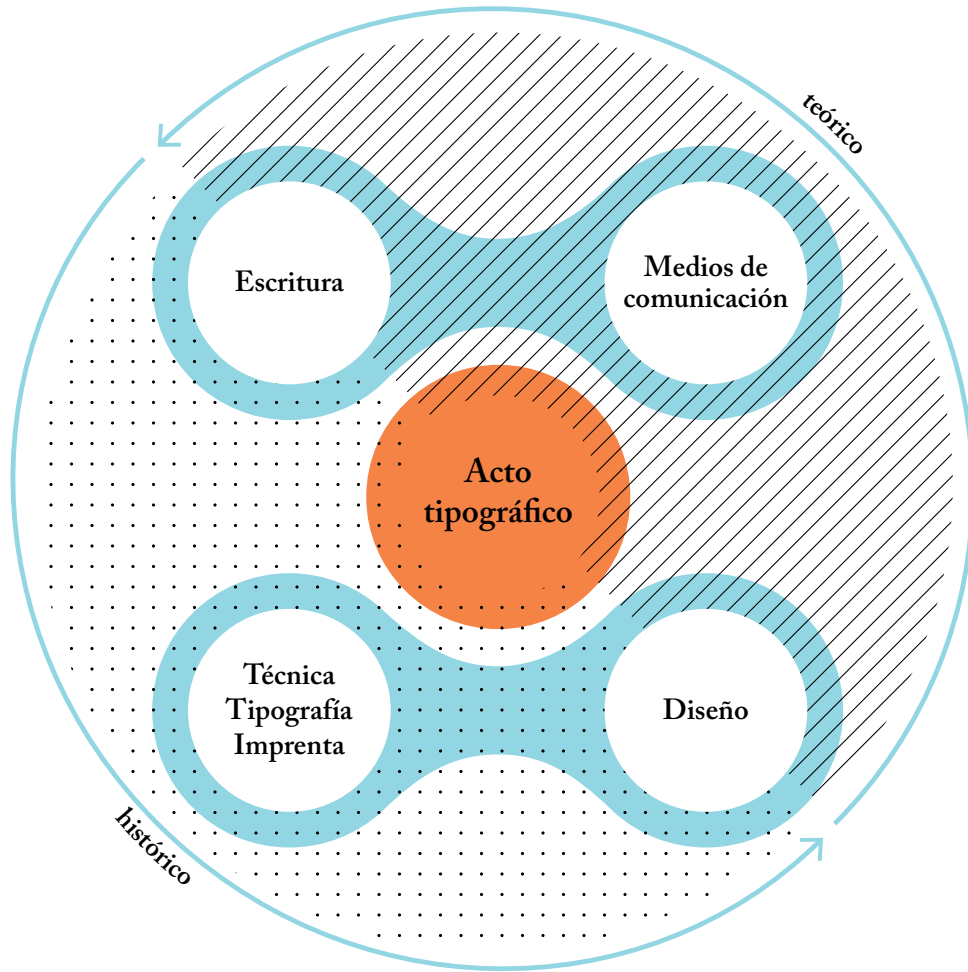 teórico
Escritura
Medios de
comunicación
Acto
tipográfico
Técnica
Tipografía
Imprenta
Diseño
histórico